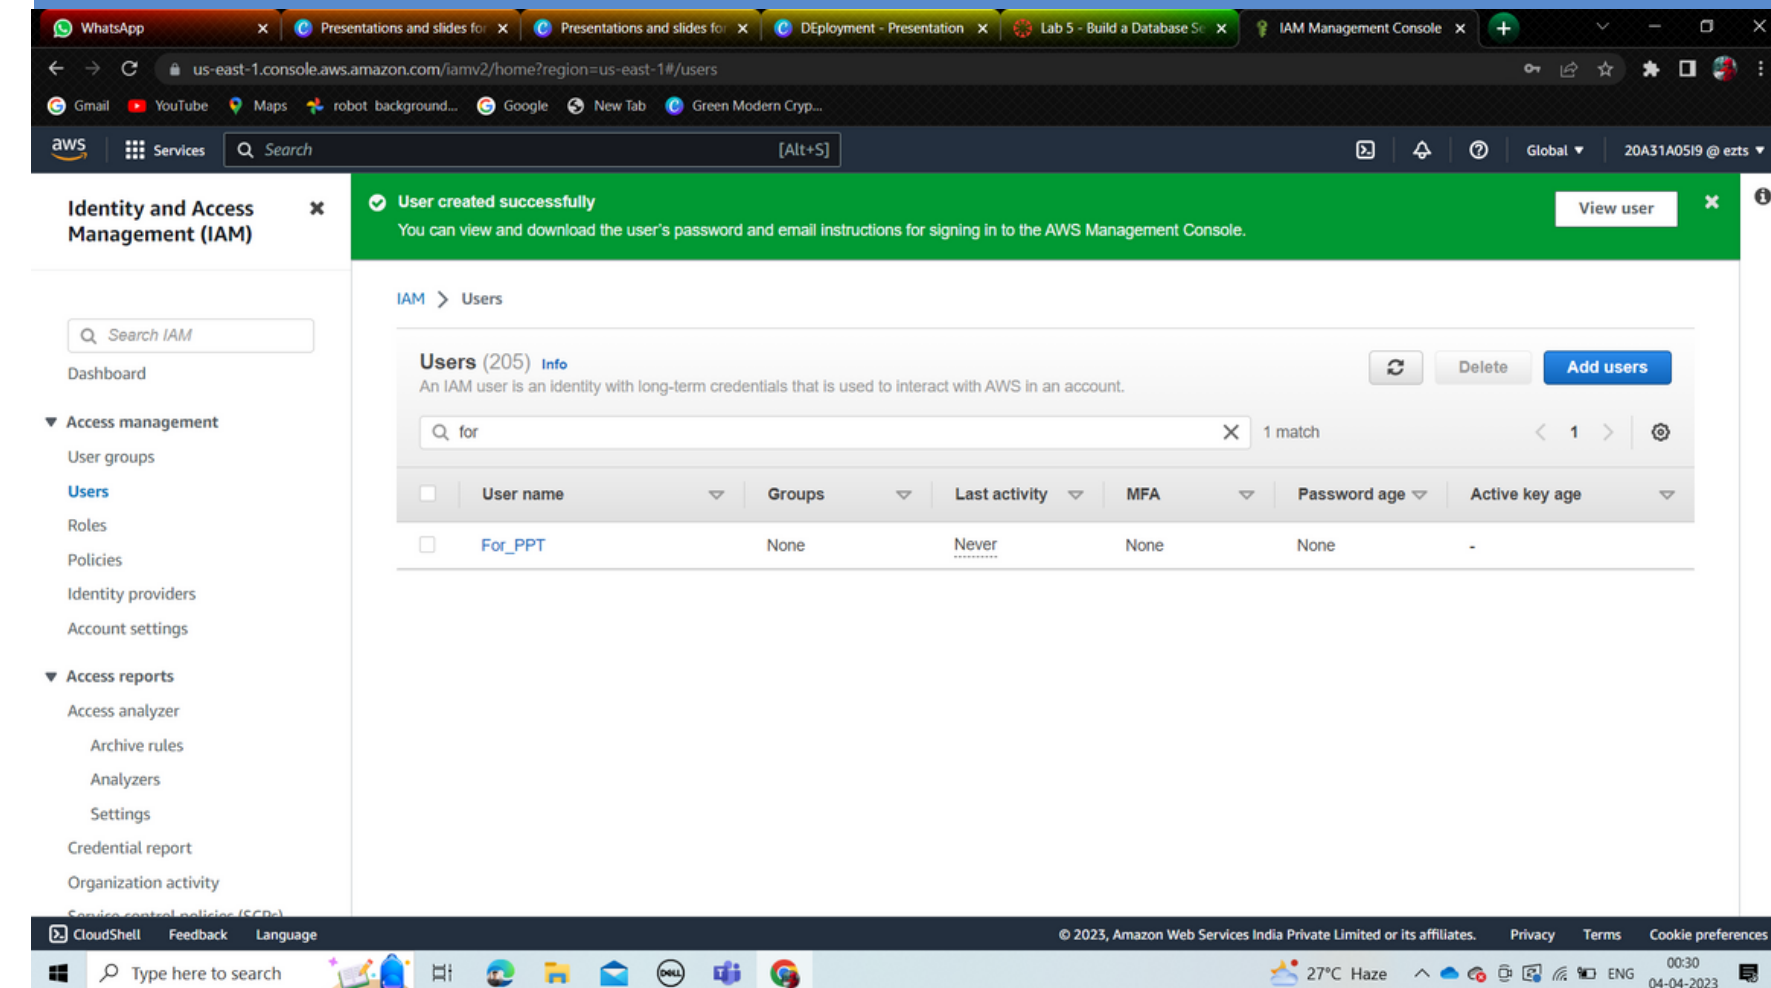 WhatsApp
Presentations and slides for
Presentations and slides for
DEployment - Presentation
Lab 5 - Build a Database Se
IAM Management Console
us-east-1.console.aws.amazon.com/iamv2/home?region=us-east-1#/users
Gmail
YouTube
Maps
robot background...
Google
New Tab
Green Modern Cryp...
aws
Services
Search
[Alt+S]
Global
20A31A05I9 @ ezts
Identity and Access
Management (IAM)
Search IAM
Dashboard
Access management
User groups
Users
Roles
Policies
Identity providers
Account settings
Access reports
Access analyzer
Archive rules
Analyzers
Settings
Credential report
Organization activity
Service control policies (SCPs)
User created successfully
You can view and download the user's password and email instructions for signing in to the AWS Management Console.
View user
IAM > Users
Users (205) Info
An IAM user is an identity with long-term credentials that is used to interact with AWS in an account.
Delete
Add users
for
1 match
1
User name Groups Last activity MFA Password age Active key age
For_PPT None Never None None -
CloudShell Feedback Language
© 2023, Amazon Web Services India Private Limited or its affiliates. Privacy Terms Cookie preferences
Type here to search
DELL
27°C Haze
ENG
00:30
04-04-2023